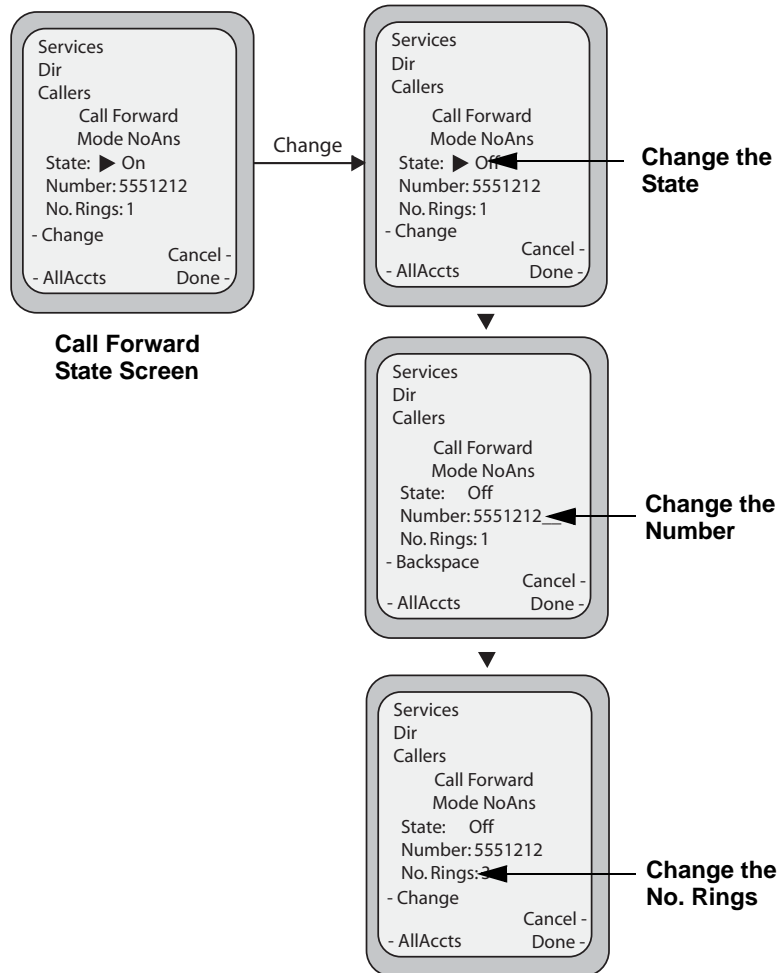 Services
Dir
Callers
Call Forward
Mode NoAns
State: ▶ On
Number: 5551212
No. Rings: 1
- Change
Cancel -
- AllAccts Done -
Call Forward
State Screen
Change
Services
Dir
Callers
Call Forward
Mode NoAns
State: ▶ Off
Number: 5551212
No. Rings: 1
- Change
Cancel -
- AllAccts Done -
Change the
State
Services
Dir
Callers
Call Forward
Mode NoAns
State: Off
Number: 5551212__
No. Rings: 1
- Backspace
Cancel -
- AllAccts Done -
Change the
Number
Services
Dir
Callers
Call Forward
Mode NoAns
State: Off
Number: 5551212
No. Rings: 3
- Change
Cancel -
- AllAccts Done -
Change the
No. Rings